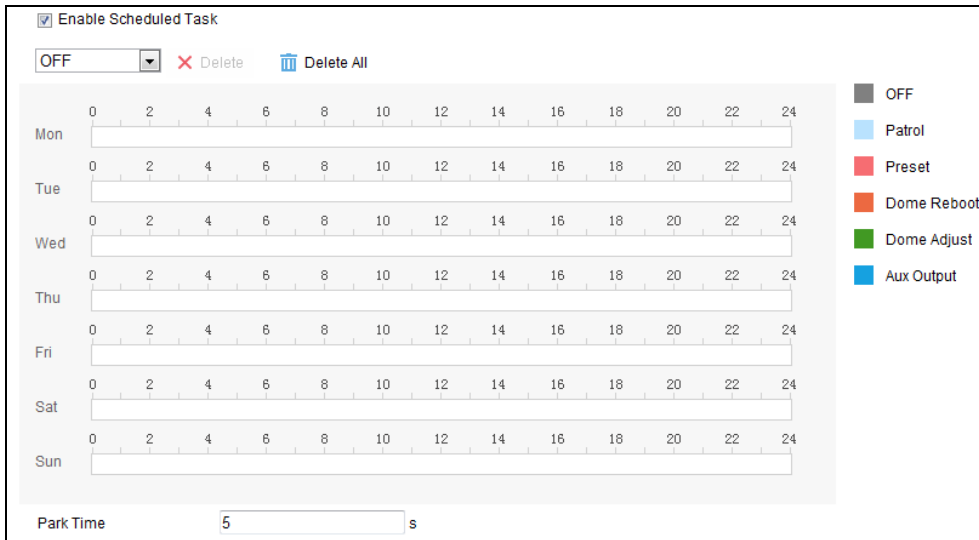 Enable Scheduled Task
OFF Delete Delete All
0 2 4 6 8 10 12 14 16 18 20 22 24
Mon
0 2 4 6 8 10 12 14 16 18 20 22 24
Tue
0 2 4 6 8 10 12 14 16 18 20 22 24
Wed
0 2 4 6 8 10 12 14 16 18 20 22 24
Thu
0 2 4 6 8 10 12 14 16 18 20 22 24
Fri
0 2 4 6 8 10 12 14 16 18 20 22 24
Sat
0 2 4 6 8 10 12 14 16 18 20 22 24
Sun
OFF
Patrol
Preset
Dome Reboot
Dome Adjust
Aux Output
Park Time 5 s